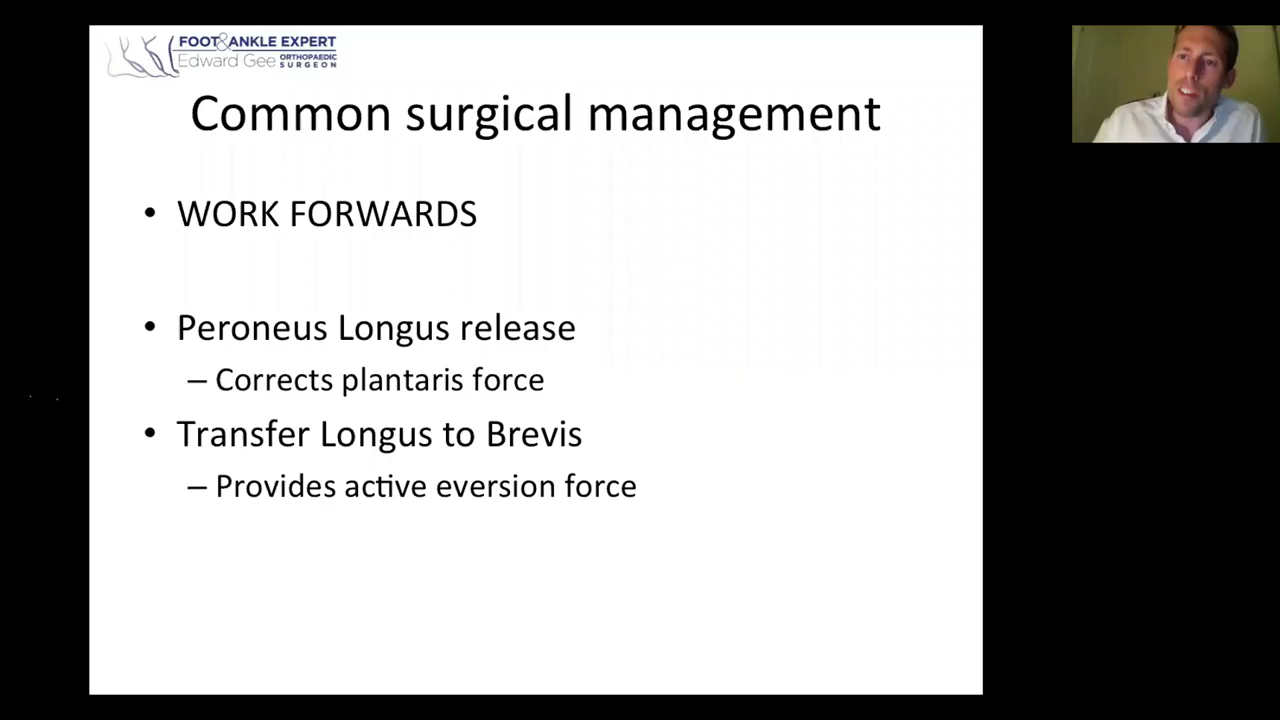 FOOT&ANKLE EXPERT
Edward Gee ORTHOPAEDIC SURGEON
Common surgical management
• WORK FORWARDS
• Peroneus Longus release
– Corrects plantaris force
• Transfer Longus to Brevis
– Provides active eversion force